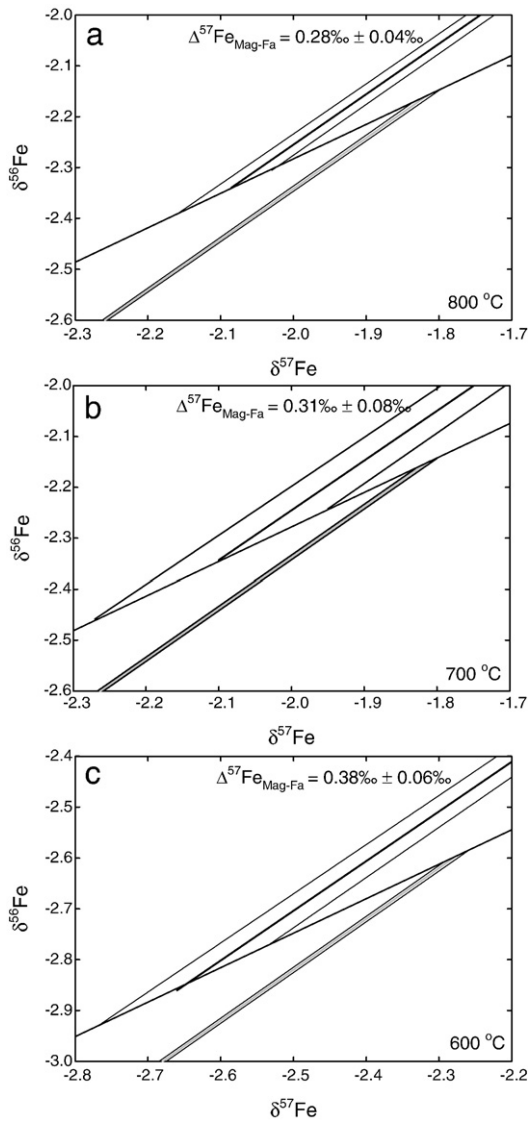 a
Δ⁵⁷Fe_Mag-Fa = 0.28‰ ± 0.04‰
-2.0
-2.1
-2.2
-2.3
-2.4
-2.5
-2.6
δ⁵⁶Fe
800 °C
-2.3 -2.2 -2.1 -2.0 -1.9 -1.8 -1.7
δ⁵⁷Fe
b
Δ⁵⁷Fe_Mag-Fa = 0.31‰ ± 0.08‰
-2.0
-2.1
-2.2
-2.3
-2.4
-2.5
-2.6
δ⁵⁶Fe
700 °C
-2.3 -2.2 -2.1 -2.0 -1.9 -1.8 -1.7
δ⁵⁷Fe
c
Δ⁵⁷Fe_Mag-Fa = 0.38‰ ± 0.06‰
-2.4
-2.5
-2.6
-2.7
-2.8
-2.9
-3.0
δ⁵⁶Fe
600 °C
-2.8 -2.7 -2.6 -2.5 -2.4 -2.3 -2.2
δ⁵⁷Fe